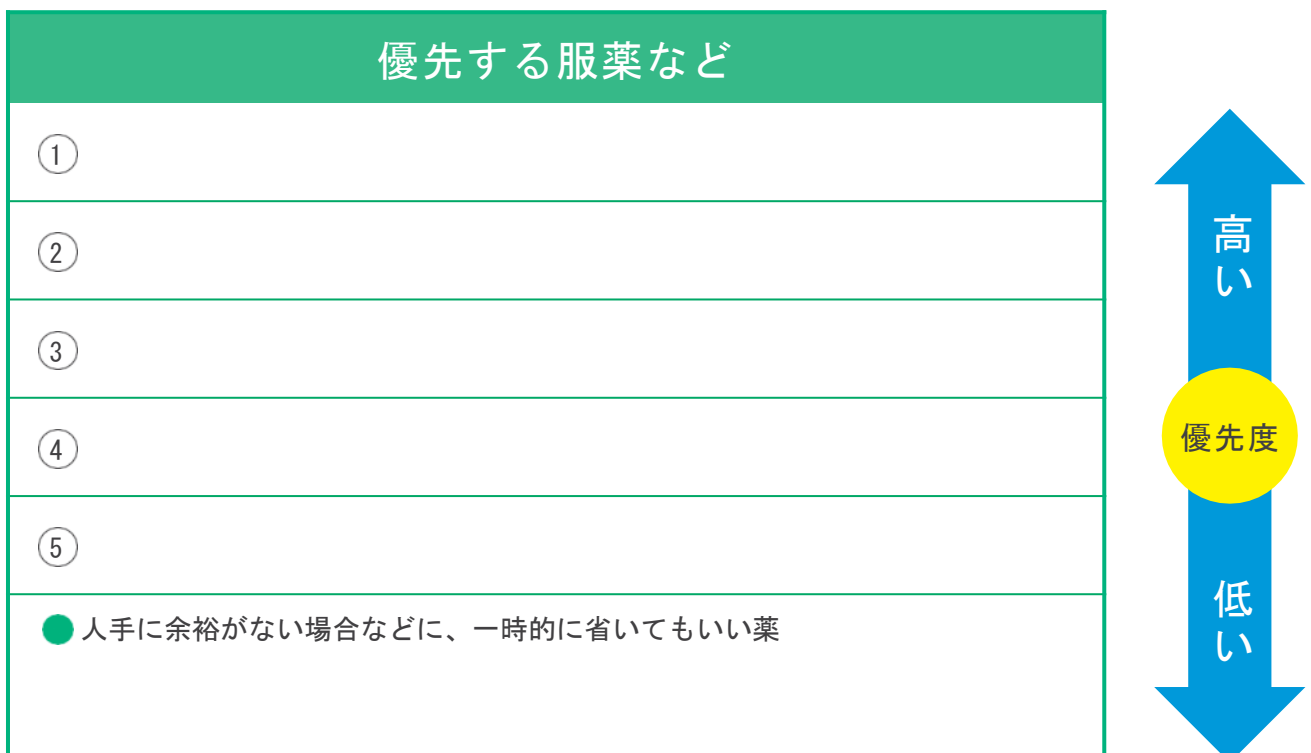 優先する服薬など
①
②
③
④
⑤
●人手に余裕がない場合などに、一時的に省いてもいい薬
高い
優先度
低い